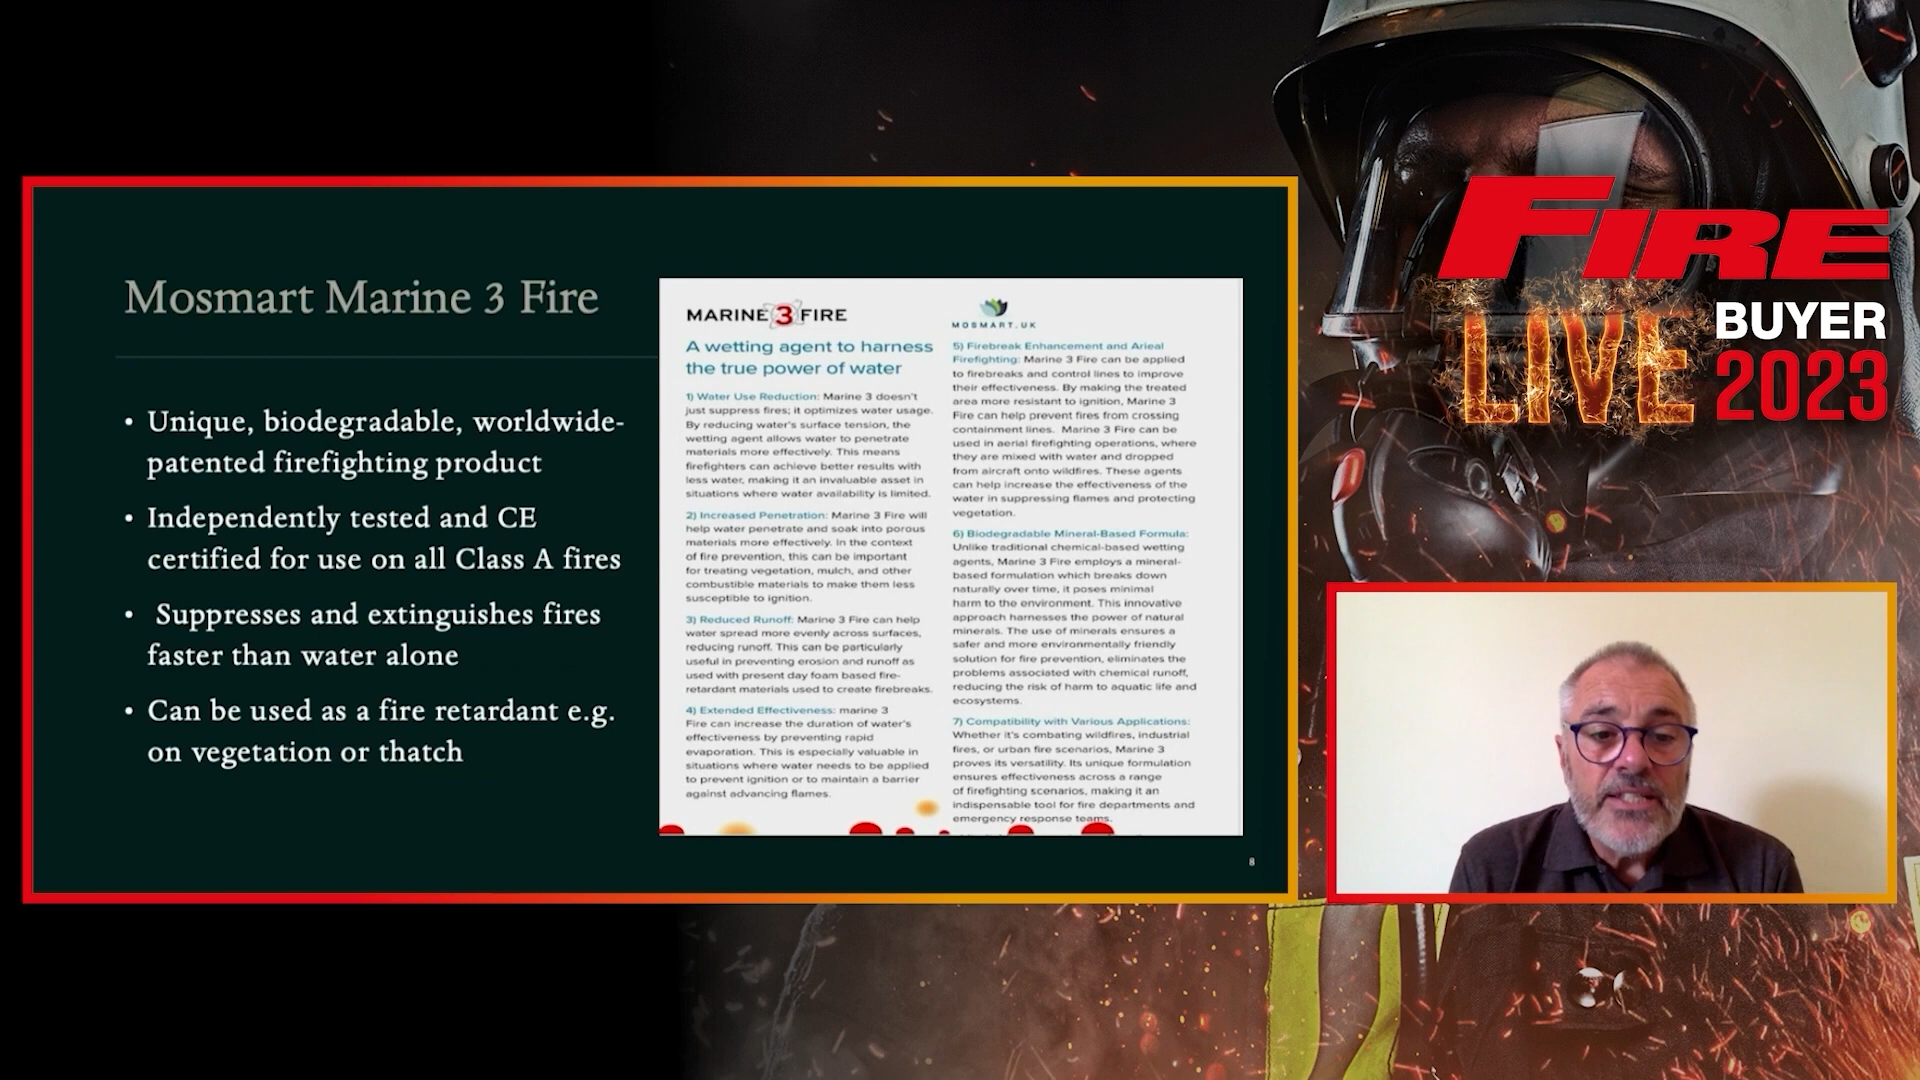 Mosmart Marine 3 Fire
• Unique, biodegradable, worldwide-
patented firefighting product
• Independently tested and CE
certified for use on all Class A fires
• Suppresses and extinguishes fires
faster than water alone
• Can be used as a fire retardant e.g.
on vegetation or thatch
MARINE 3 FIRE
A wetting agent to harness
the true power of water
1) Water Use Reduction: Marine 3 doesn't
just suppress fires; it optimizes water usage.
By reducing water's surface tension, the
wetting agent allows water to penetrate
materials more effectively. This means
firefighters can achieve better results with
less water, making it an invaluable asset in
situations where water availability is limited.
2) Increased Penetration: Marine 3 Fire will
help water penetrate and soak into porous
materials more effectively. In the context
of fire prevention, this can be important
for treating vegetation, mulch, and other
combustible materials to make them less
susceptible to ignition.
3) Reduced Runoff: Marine 3 Fire can help
water spread more evenly across surfaces,
reducing runoff. This can be particularly
useful in preventing erosion and runoff as
used with present day foam based fire-
retardant materials used to create firebreaks.
4) Extended Effectiveness: marine 3
Fire can increase the duration of water's
effectiveness by preventing rapid
evaporation. This is especially valuable in
situations where water needs to be applied
to prevent ignition or to maintain a barrier
against advancing flames.
MOSMART.UK
5) Firebreak Enhancement and Arieal
Firefighting: Marine 3 Fire can be applied
to firebreaks and control lines to improve
their effectiveness. By making the treated
area more resistant to ignition, Marine 3
Fire can help prevent fires from crossing
containment lines. Marine 3 Fire can be
used in aerial firefighting operations, where
they are mixed with water and dropped
from aircraft onto wildfires. These agents
can help increase the effectiveness of the
water in suppressing flames and protecting
vegetation.
6) Biodegradable Mineral-Based Formula:
Unlike traditional chemical-based wetting
agents, Marine 3 Fire employs a mineral-
based formulation which breaks down
naturally over time, it poses minimal
harm to the environment. This innovative
approach harnesses the power of natural
minerals. The use of minerals ensures a
safer and more environmentally friendly
solution for fire prevention, eliminates the
problems associated with chemical runoff,
reducing the risk of harm to aquatic life and
ecosystems.
7) Compatibility with Various Applications:
Whether it's combating wildfires, industrial
fires, or urban fire scenarios, Marine 3
proves its versatility. Its unique formulation
ensures effectiveness across a range
of firefighting scenarios, making it an
indispensable tool for fire departments and
emergency response teams.
8
FIRE
LIVE BUYER
2023